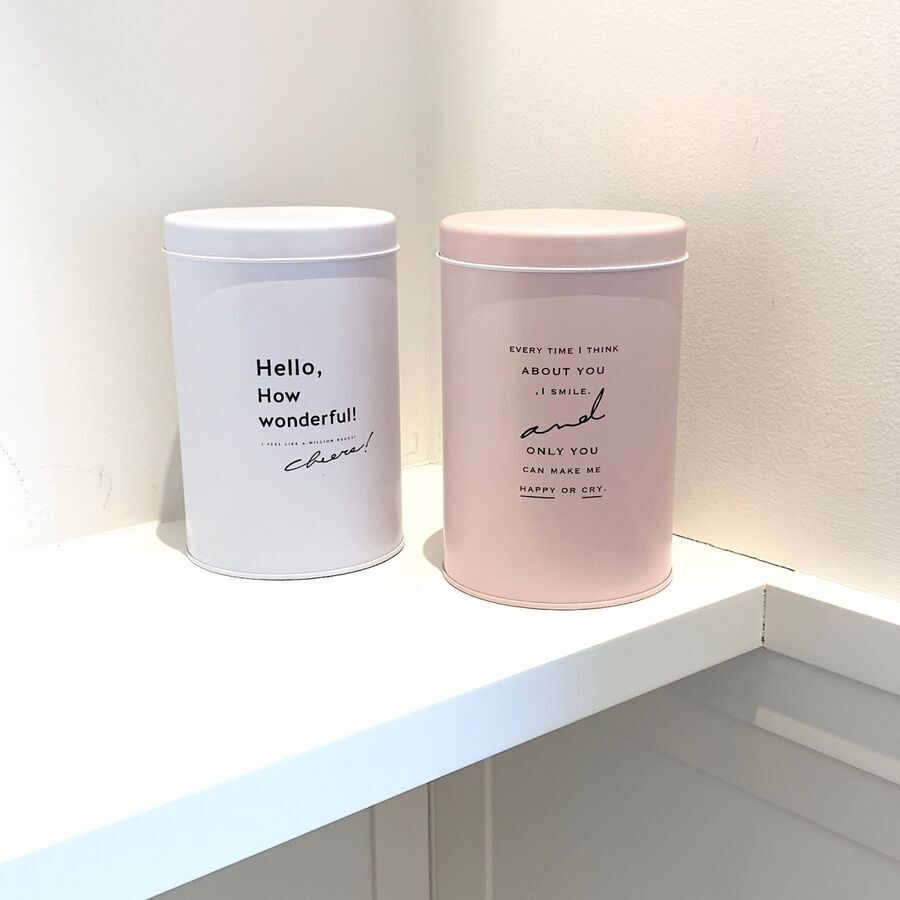 Hello,
How
wonderful!
I FEEL LIKE A MILLION BUCKS!
cheers!
EVERY TIME I THINK
ABOUT YOU
,I SMILE.
and
ONLY YOU
CAN MAKE ME
HAPPY OR CRY.